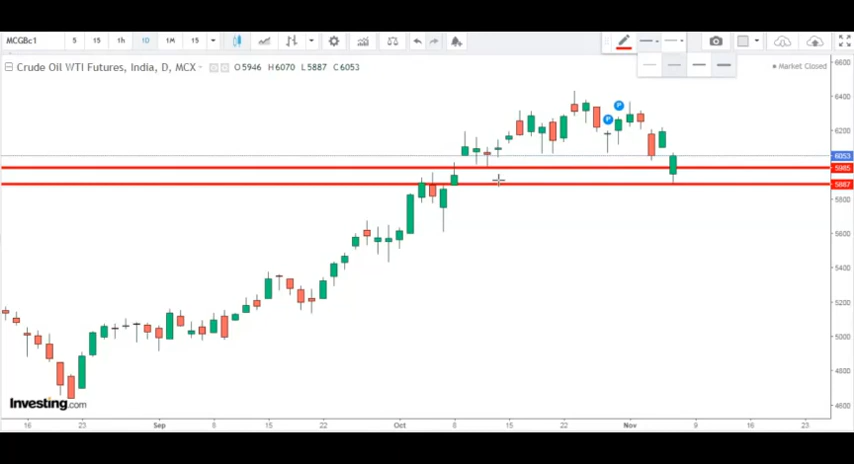 MCGBc1 5 15 1h 1D 1M 15
Crude Oil WTI Futures, India, D, MCX O5946 H6070 L5887 C6053
Market Closed
6600
6400
P
P
6200
6053
5985
5887
5800
5600
5400
5200
5000
4800
4600
Investing.com
16 23 Sep 8 15 22 Oct 8 15 22 Nov 9 16 23